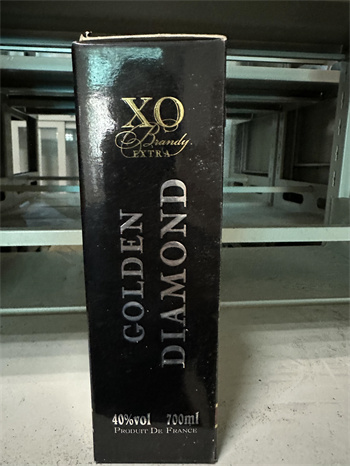 XO
Brandy
EXTRA
GOLDEN
DIAMOND
40%vol 700ml
PRODUIT DE FRANCE